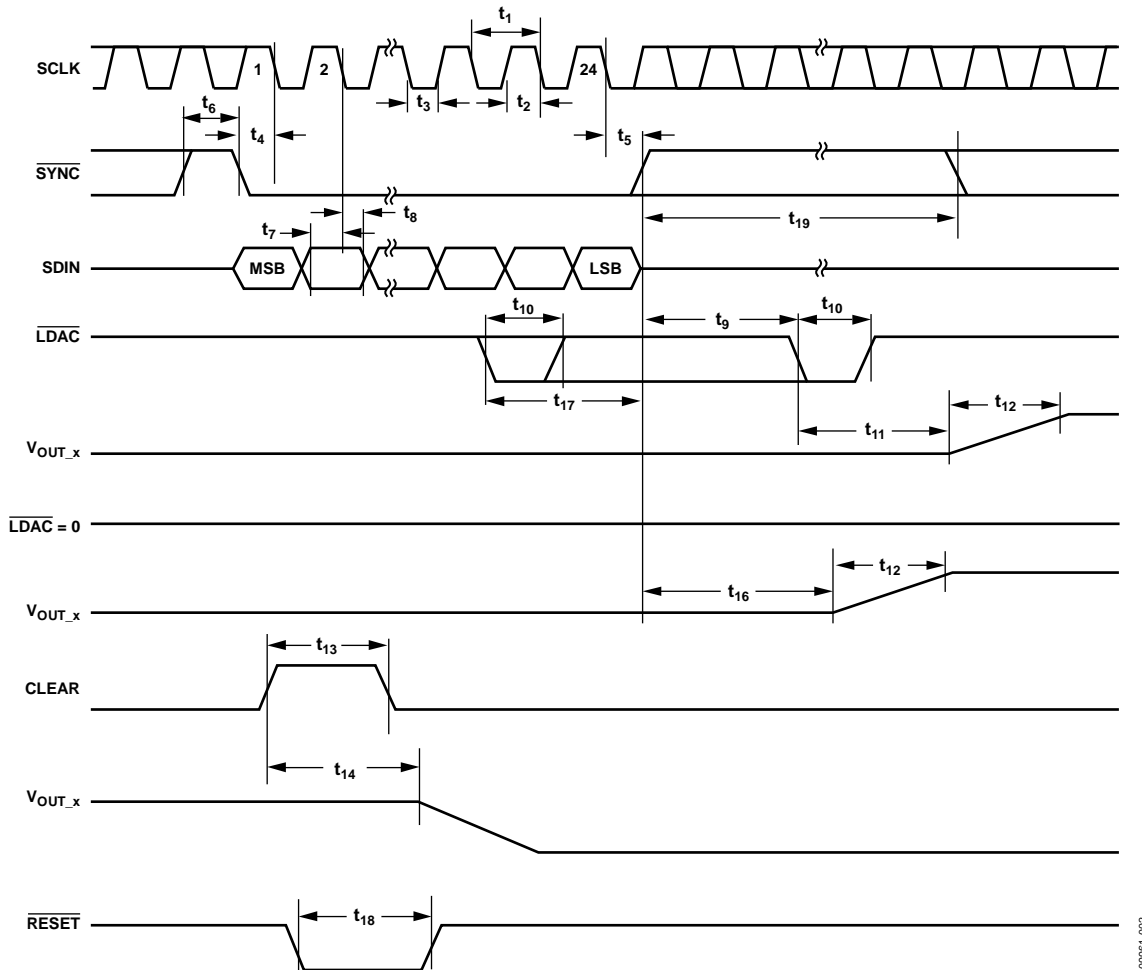 t1
SCLK
1
2
24
t3
t2
t6
t4
t5
SYNC
t8
t7
t19
SDIN
MSB
LSB
t10
t9
t10
LDAC
t17
t12
t11
VOUT_x
LDAC = 0
t12
t16
VOUT_x
t13
CLEAR
t14
VOUT_x
t18
RESET